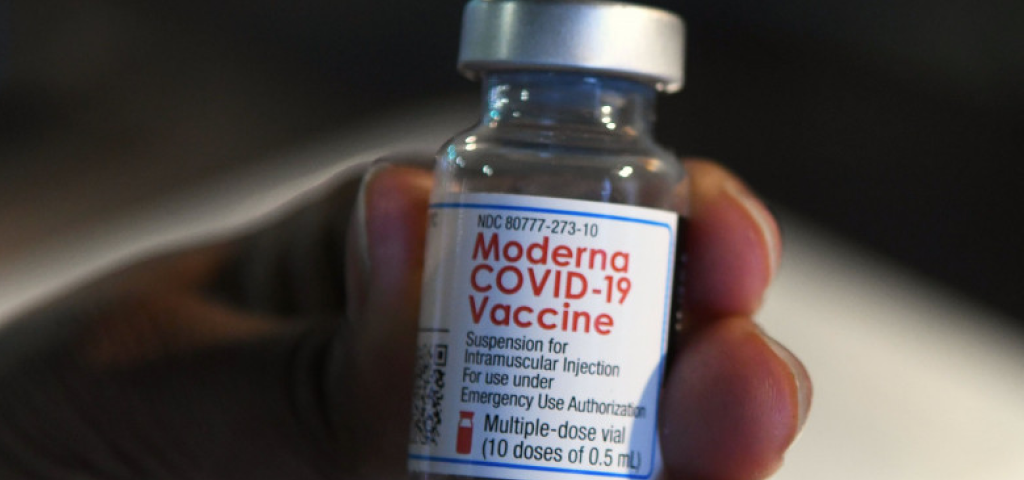 NDC 80777-273-10
Moderna
COVID-19
Vaccine
Suspension for
Intramuscular Injection
For use under
Emergency Use Authorization
Multiple-dose vial
(10 doses of 0.5 mL)